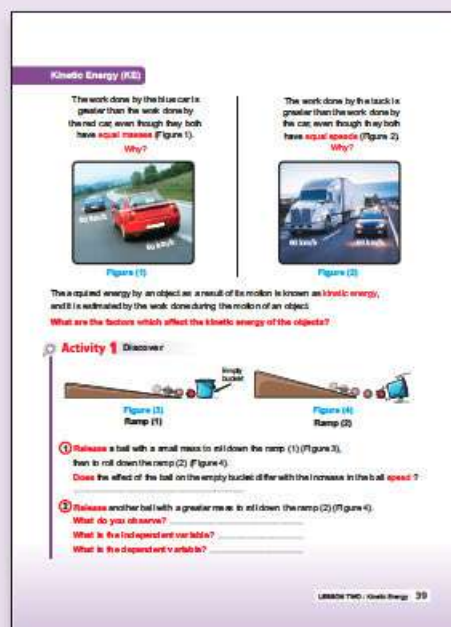 Kinetic Energy (KE)
The work done by the blue car is
greater than the work done by
the red car, even though they both
have equal masses (Figure 1).
Why?
The work done by the truck is
greater than the work done by
the car, even though they both
have equal speeds (Figure 2).
Why?
60 km/h
Figure (1)
60 km/h
60 km/h
Figure (2)
The acquired energy by an object as a result of its motion is known as kinetic energy,
and it is estimated by the work done during the motion of an object.
What are the factors which affect the kinetic energy of the objects?
Activity 1 Discover
Empty
bucket
Figure (3)
Ramp (1)
Figure (4)
Ramp (2)
1 Release a ball with a small mass to roll down the ramp (1) (Figure 3),
then to roll down the ramp (2) (Figure 4).
Does the effect of the ball on the empty bucket differ with the increase in the ball speed ?
2 Release another ball with a greater mass to roll down the ramp (2) (Figure 4).
What do you observe?
What is the independent variable?
What is the dependent variable?
LESSON TWO : Kinetic Energy 39